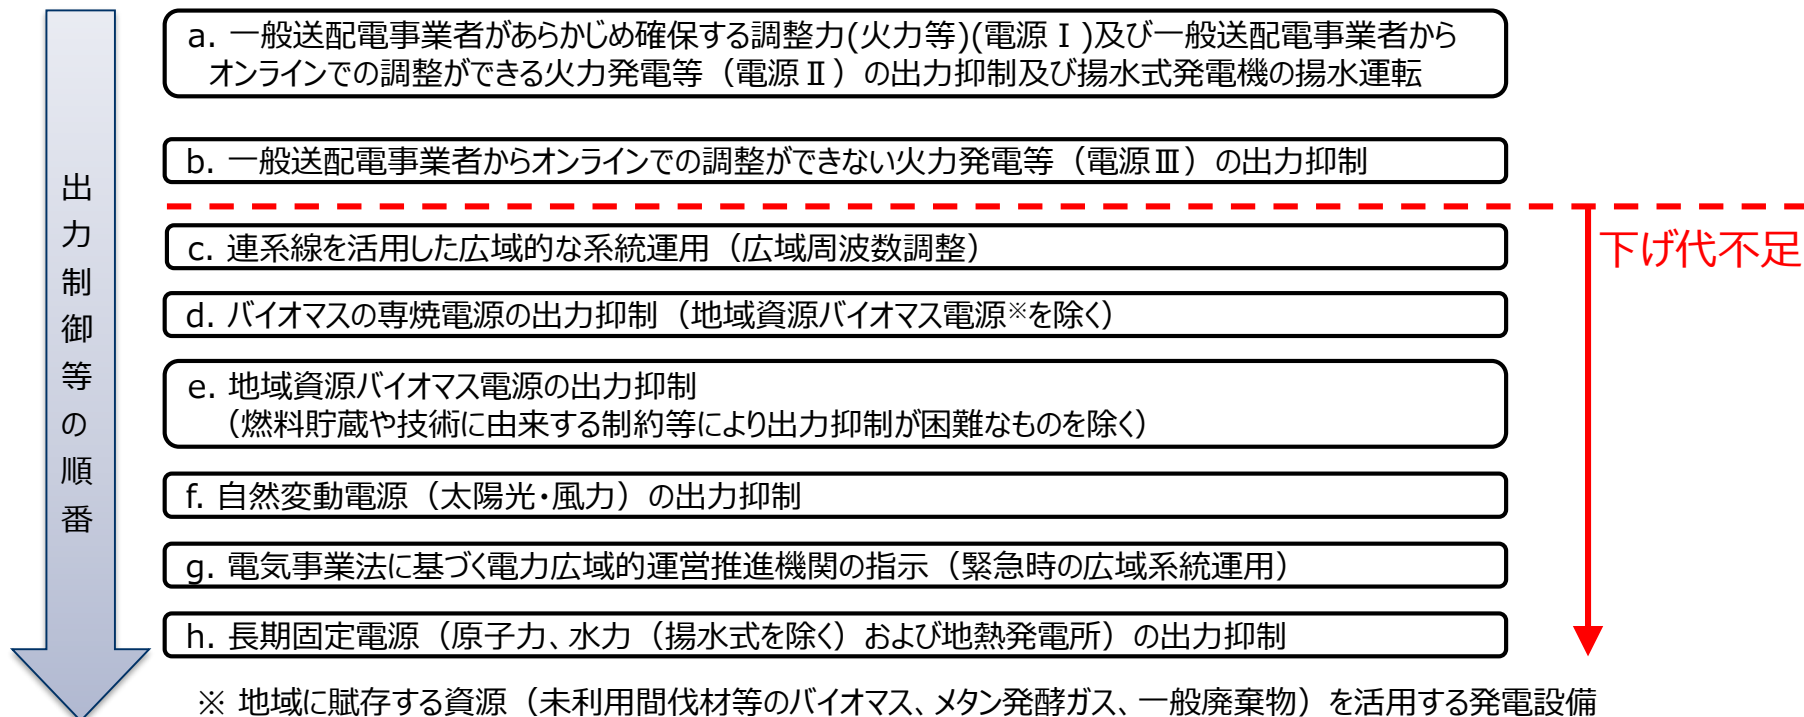 出力制御等の順番
a. 一般送配電事業者があらかじめ確保する調整力(火力等)(電源Ⅰ)及び一般送配電事業者から
オンラインでの調整ができる火力発電等（電源Ⅱ）の出力抑制及び揚水式発電機の揚水運転
b. 一般送配電事業者からオンラインでの調整ができない火力発電等（電源Ⅲ）の出力抑制
下げ代不足
c. 連系線を活用した広域的な系統運用（広域周波数調整）
d. バイオマスの専焼電源の出力抑制（地域資源バイオマス電源※を除く）
e. 地域資源バイオマス電源の出力抑制
（燃料貯蔵や技術に由来する制約等により出力抑制が困難なものを除く）
f. 自然変動電源（太陽光・風力）の出力抑制
g. 電気事業法に基づく電力広域的運営推進機関の指示（緊急時の広域系統運用）
h. 長期固定電源（原子力、水力（揚水式を除く）および地熱発電所）の出力抑制
※ 地域に賦存する資源（未利用間伐材等のバイオマス、メタン発酵ガス、一般廃棄物）を活用する発電設備